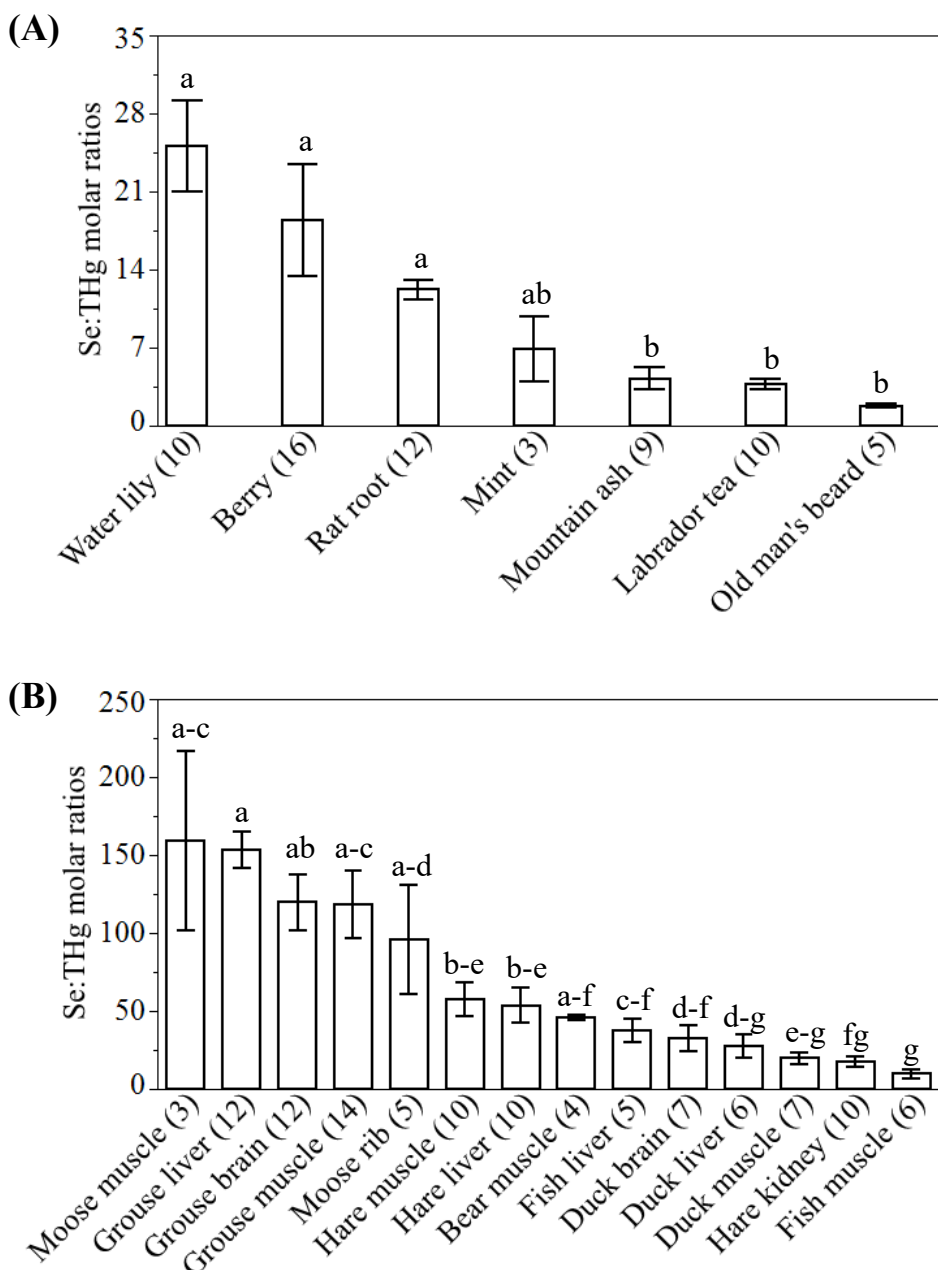 (A)
Se:THg molar ratios
35
28
21
14
7
0
a
a
a
ab
b
b
b
Water lily (10)
Berry (16)
Rat root (12)
Mint (3)
Mountain ash (9)
Labrador tea (10)
Old man's beard (5)
(B)
Se:THg molar ratios
250
200
150
100
50
0
a-c
a
ab
a-c
a-d
b-e
b-e
a-f
c-f
d-f
d-g
e-g
fg
g
Moose muscle (3)
Grouse liver (12)
Grouse brain (12)
Grouse muscle (14)
Moose rib (5)
Hare muscle (10)
Hare liver (10)
Bear muscle (4)
Fish liver (5)
Duck brain (7)
Duck liver (6)
Duck muscle (7)
Hare kidney (10)
Fish muscle (6)